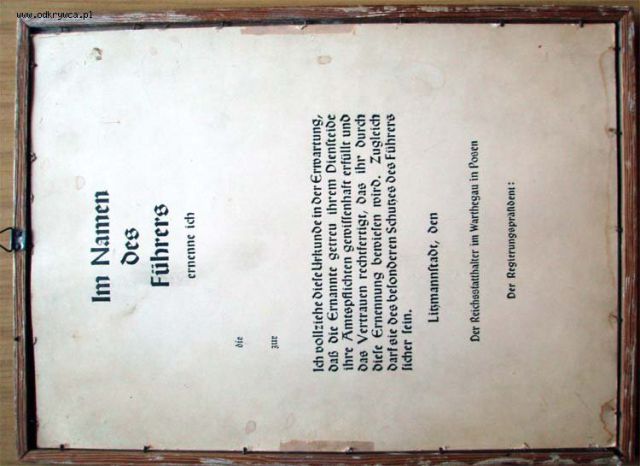 www.odkrywca.pl
Im Namen
des
Führers
ernenne ich
die
zur
Ich vollziehe diese Urkunde in der Erwartung,
daß die Ernannte getreu ihrem Diensteide
ihre Amtspflichten gewissenhaft erfüllt und
das Vertrauen rechtfertigt, das ihr durch
diese Ernennung bewiesen wird. Zugleich
darf sie des besonderen Schutzes des Führers
sicher sein.
Litzmannstadt, den
Der Reichsstatthalter im Warthegau in Posen
Der Regierungspräsident: